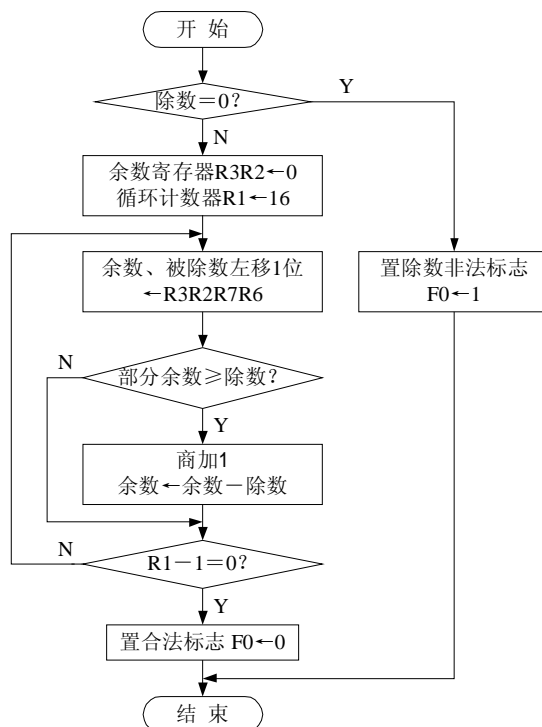 开 始
除数＝0？
Y
N
余数寄存器R3R2←0
循环计数器R1←16
余数、被除数左移1位
←R3R2R7R6
置除数非法标志
F0←1
N
部分余数≥除数？
Y
商加1
余数←余数－除数
N
R1－1＝0？
Y
置合法标志 F0←0
结 束